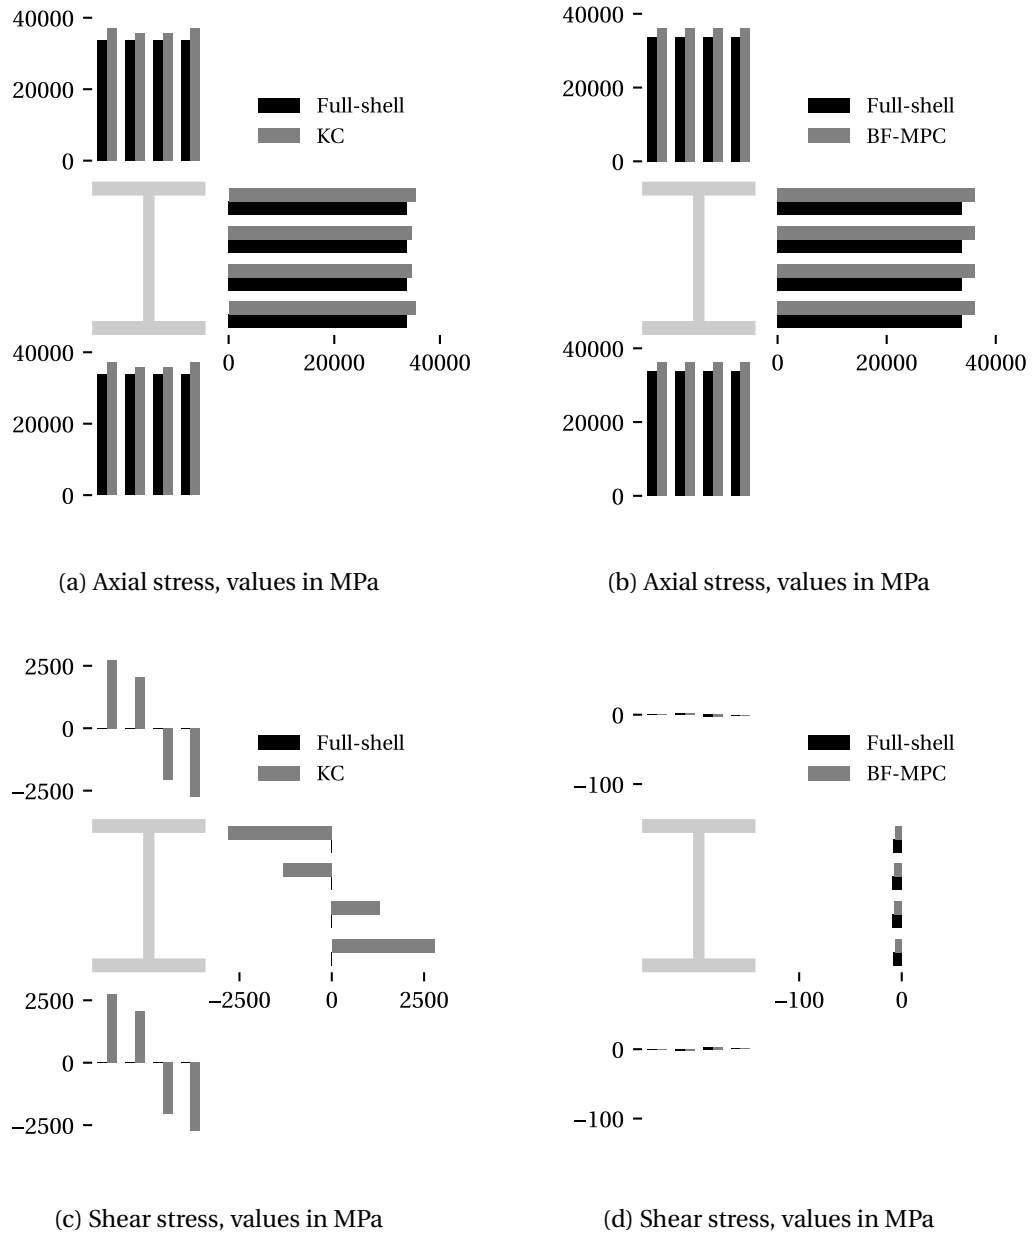 40000
20000
0
Full-shell
KC
0
20000
40000
40000
20000
0
(a) Axial stress, values in MPa
40000
20000
0
Full-shell
BF-MPC
0
20000
40000
40000
20000
0
(b) Axial stress, values in MPa
2500
0
−2500
Full-shell
KC
−2500
0
2500
2500
0
−2500
(c) Shear stress, values in MPa
0
−100
Full-shell
BF-MPC
−100
0
0
−100
(d) Shear stress, values in MPa